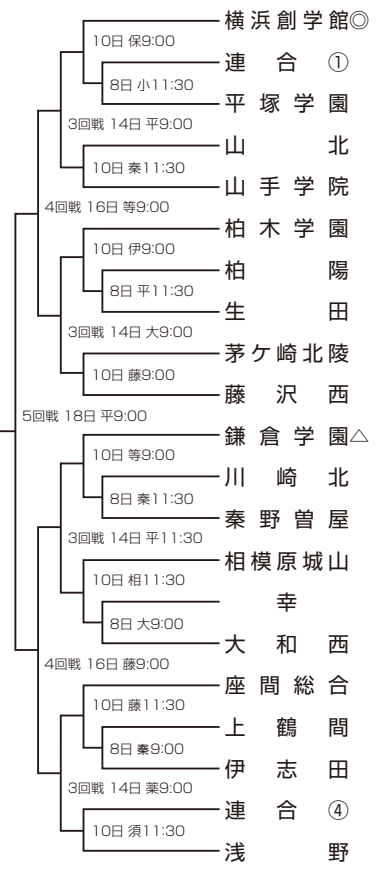 横浜創学館◎
10日 保9:00
連合①
8日 小11:30
平塚学園
3回戦 14日 平9:00
山北
10日 秦11:30
山手学院
4回戦 16日 等9:00
柏木学園
10日 伊9:00
柏陽
8日 平11:30
生田
3回戦 14日 大9:00
茅ケ崎北陵
10日 藤9:00
藤沢西
5回戦 18日 平9:00
鎌倉学園△
10日 等9:00
川崎北
8日 秦11:30
秦野曽屋
3回戦 14日 平11:30
相模原城山
10日 相11:30
幸
8日 大9:00
大和西
4回戦 16日 藤9:00
座間総合
10日 藤11:30
上鶴間
8日 秦9:00
伊志田
3回戦 14日 薬9:00
連合④
10日 須11:30
浅野